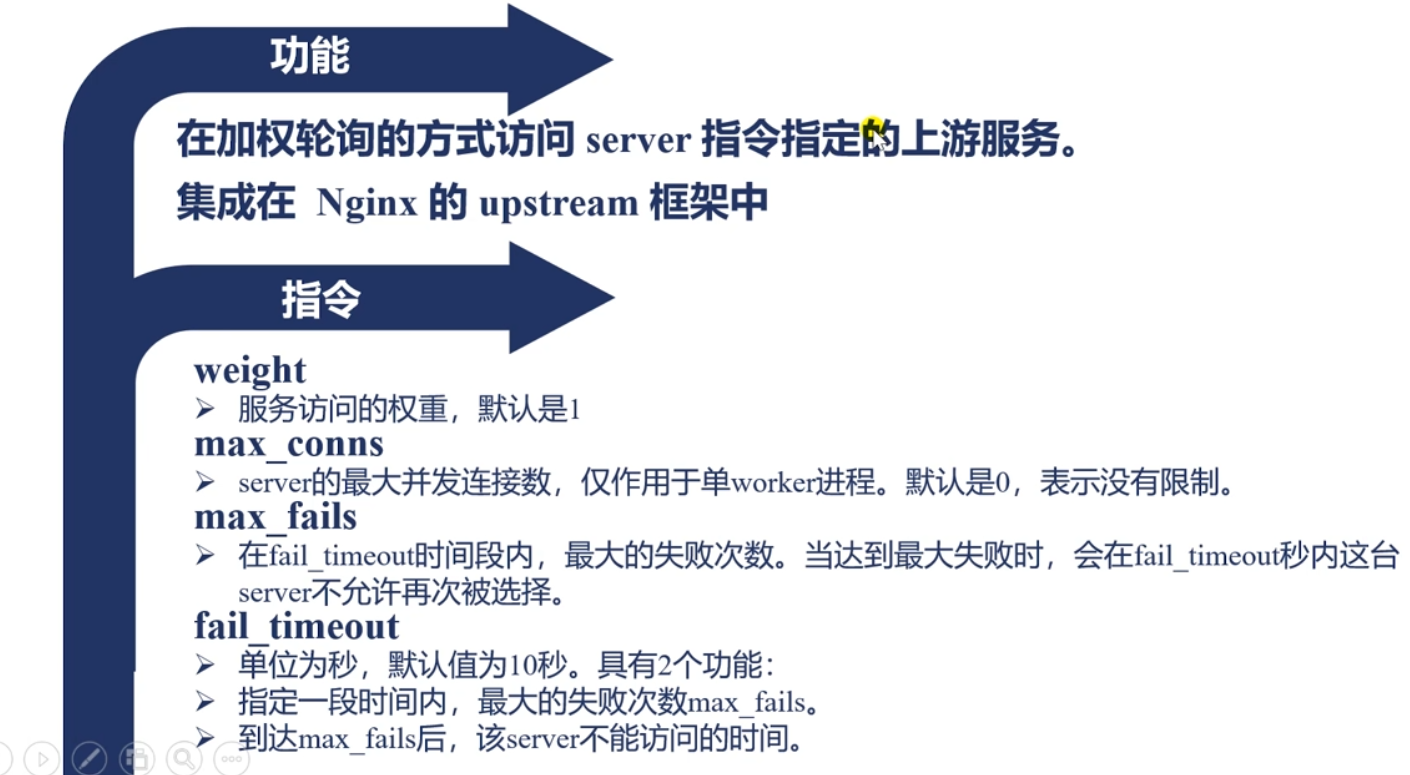 功能
在加权轮询的方式访问 server 指令指定的上游服务。
集成在 Nginx 的 upstream 框架中
指令
weight
➢ 服务访问的权重，默认是1
max_conns
➢ server的最大并发连接数，仅作用于单worker进程。默认是0，表示没有限制。
max_fails
➢ 在fail_timeout时间段内，最大的失败次数。当达到最大失败时，会在fail_timeout秒内这台
server不允许再次被选择。
fail_timeout
➢ 单位为秒，默认值为10秒。具有2个功能：
➢ 指定一段时间内，最大的失败次数max_fails。
➢ 到达max_fails后，该server不能访问的时间。